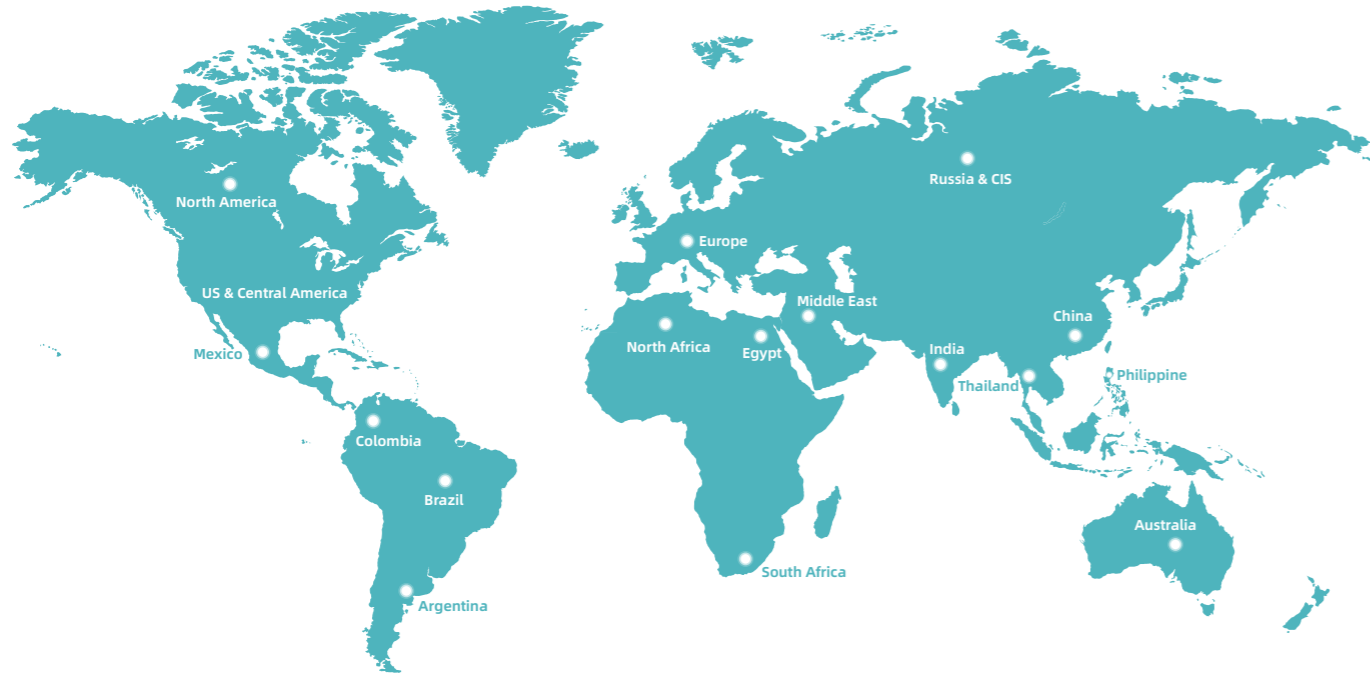 Russia & CIS
North America
Europe
US & Central America
Middle East
China
North Africa
Egypt
India
Mexico
Thailand
Philippine
Colombia
Brazil
Australia
South Africa
Argentina